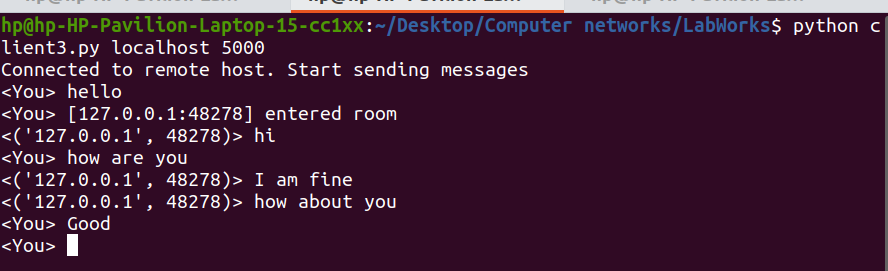 hp@hp-HP-Pavilion-Laptop-15-cc1xx:~/Desktop/Computer networks/LabWorks$ python c
lient3.py localhost 5000
Connected to remote host. Start sending messages
<You> hello
<You> [127.0.0.1:48278] entered room
<('127.0.0.1', 48278)> hi
<You> how are you
<('127.0.0.1', 48278)> I am fine
<('127.0.0.1', 48278)> how about you
<You> Good
<You>